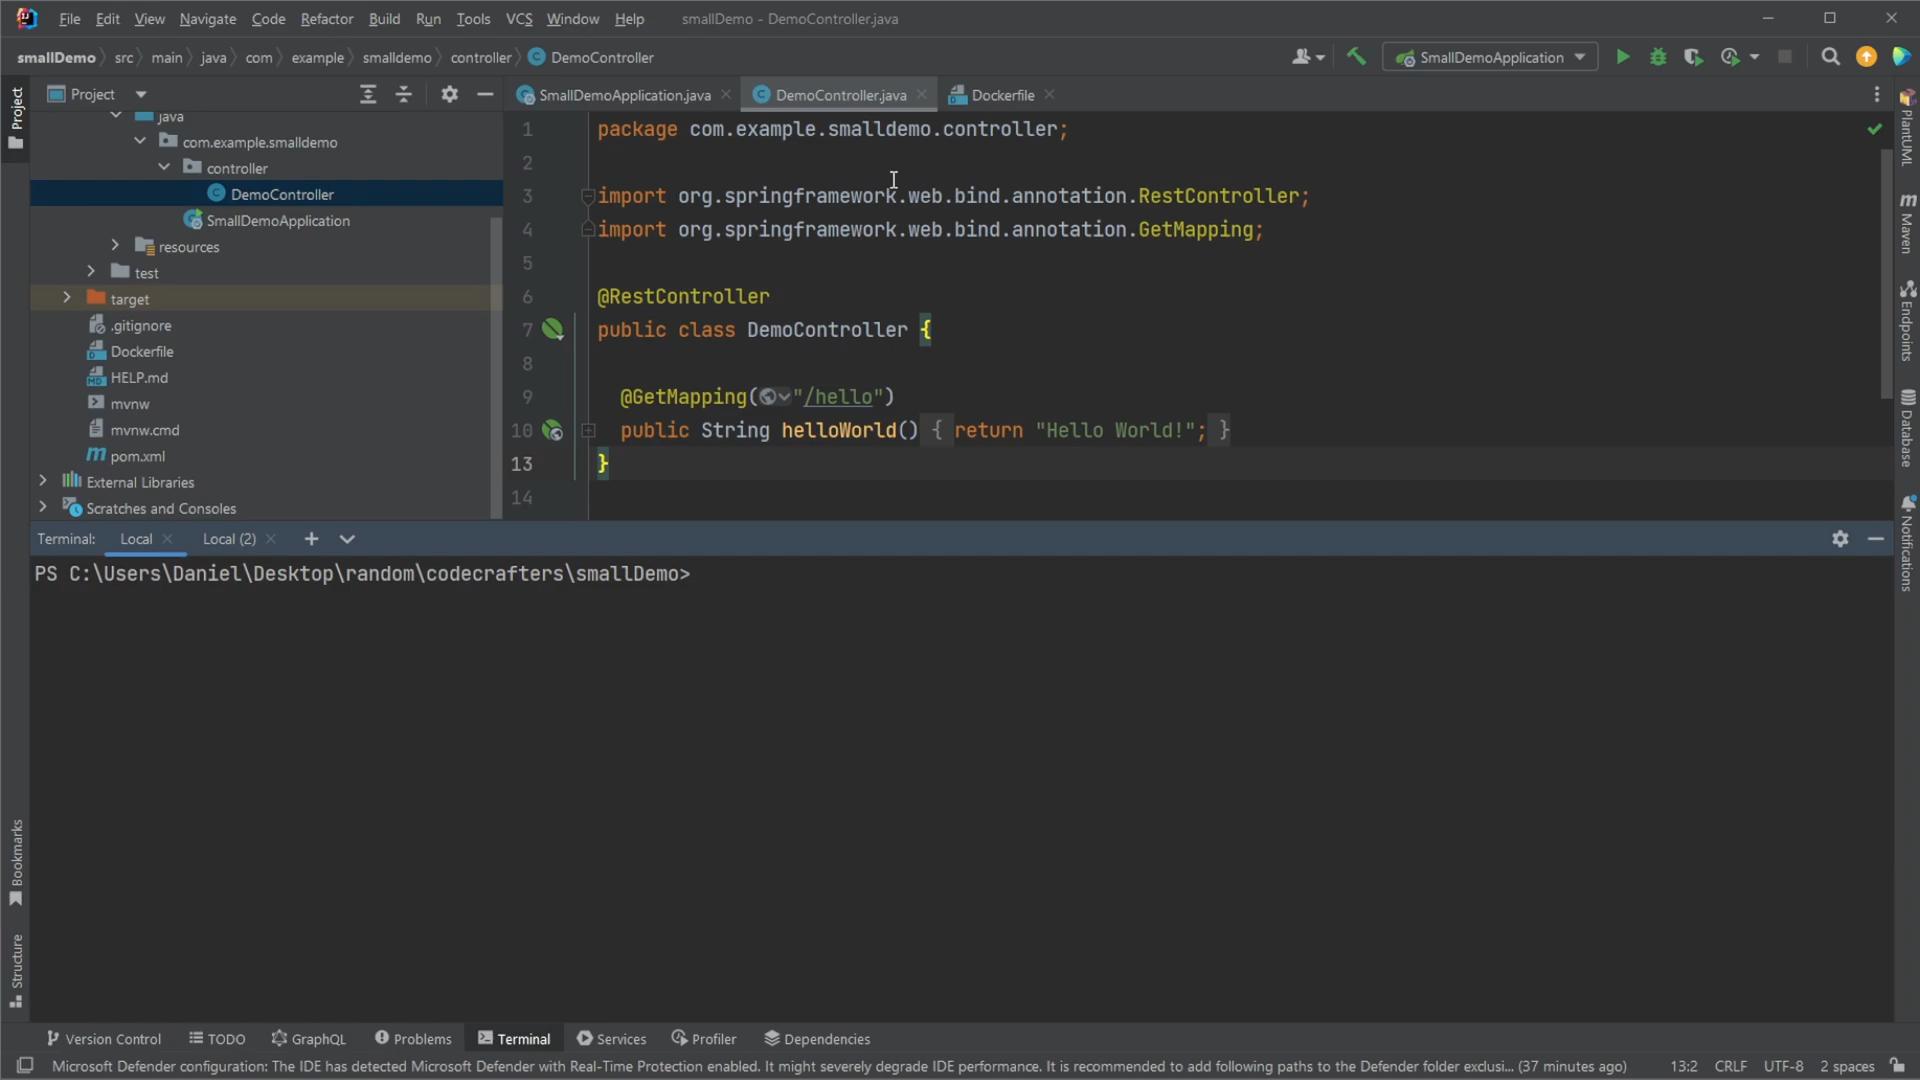 File Edit View Navigate Code Refactor Build Run Tools VCS Window Help smallDemo - DemoController.java
smallDemo src main java com example smalldemo controller DemoController
SmallDemoApplication
Project
SmallDemoApplication.java DemoController.java Dockerfile
java
com.example.smalldemo
controller
DemoController
SmallDemoApplication
resources
test
target
.gitignore
Dockerfile
HELP.md
mvnw
mvnw.cmd
pom.xml
External Libraries
Scratches and Consoles
1 package com.example.smalldemo.controller;
2
3 import org.springframework.web.bind.annotation.RestController;
4 import org.springframework.web.bind.annotation.GetMapping;
5
6 @RestController
7 public class DemoController {
8
9 @GetMapping("/hello")
10 public String helloWorld() { return "Hello World!"; }
13 }
14
Terminal: Local Local (2)
PS C:\Users\Daniel\Desktop\random\codecrafters\smallDemo>
Project
Bookmarks
Structure
PlantUML
Maven
Endpoints
Database
Notifications
Version Control TODO GraphQL Problems Terminal Services Profiler Dependencies
Microsoft Defender configuration: The IDE has detected Microsoft Defender with Real-Time Protection enabled. It might severely degrade IDE performance. It is recommended to add following paths to the Defender folder exclusi... (37 minutes ago) 13:2 CRLF UTF-8 2 spaces